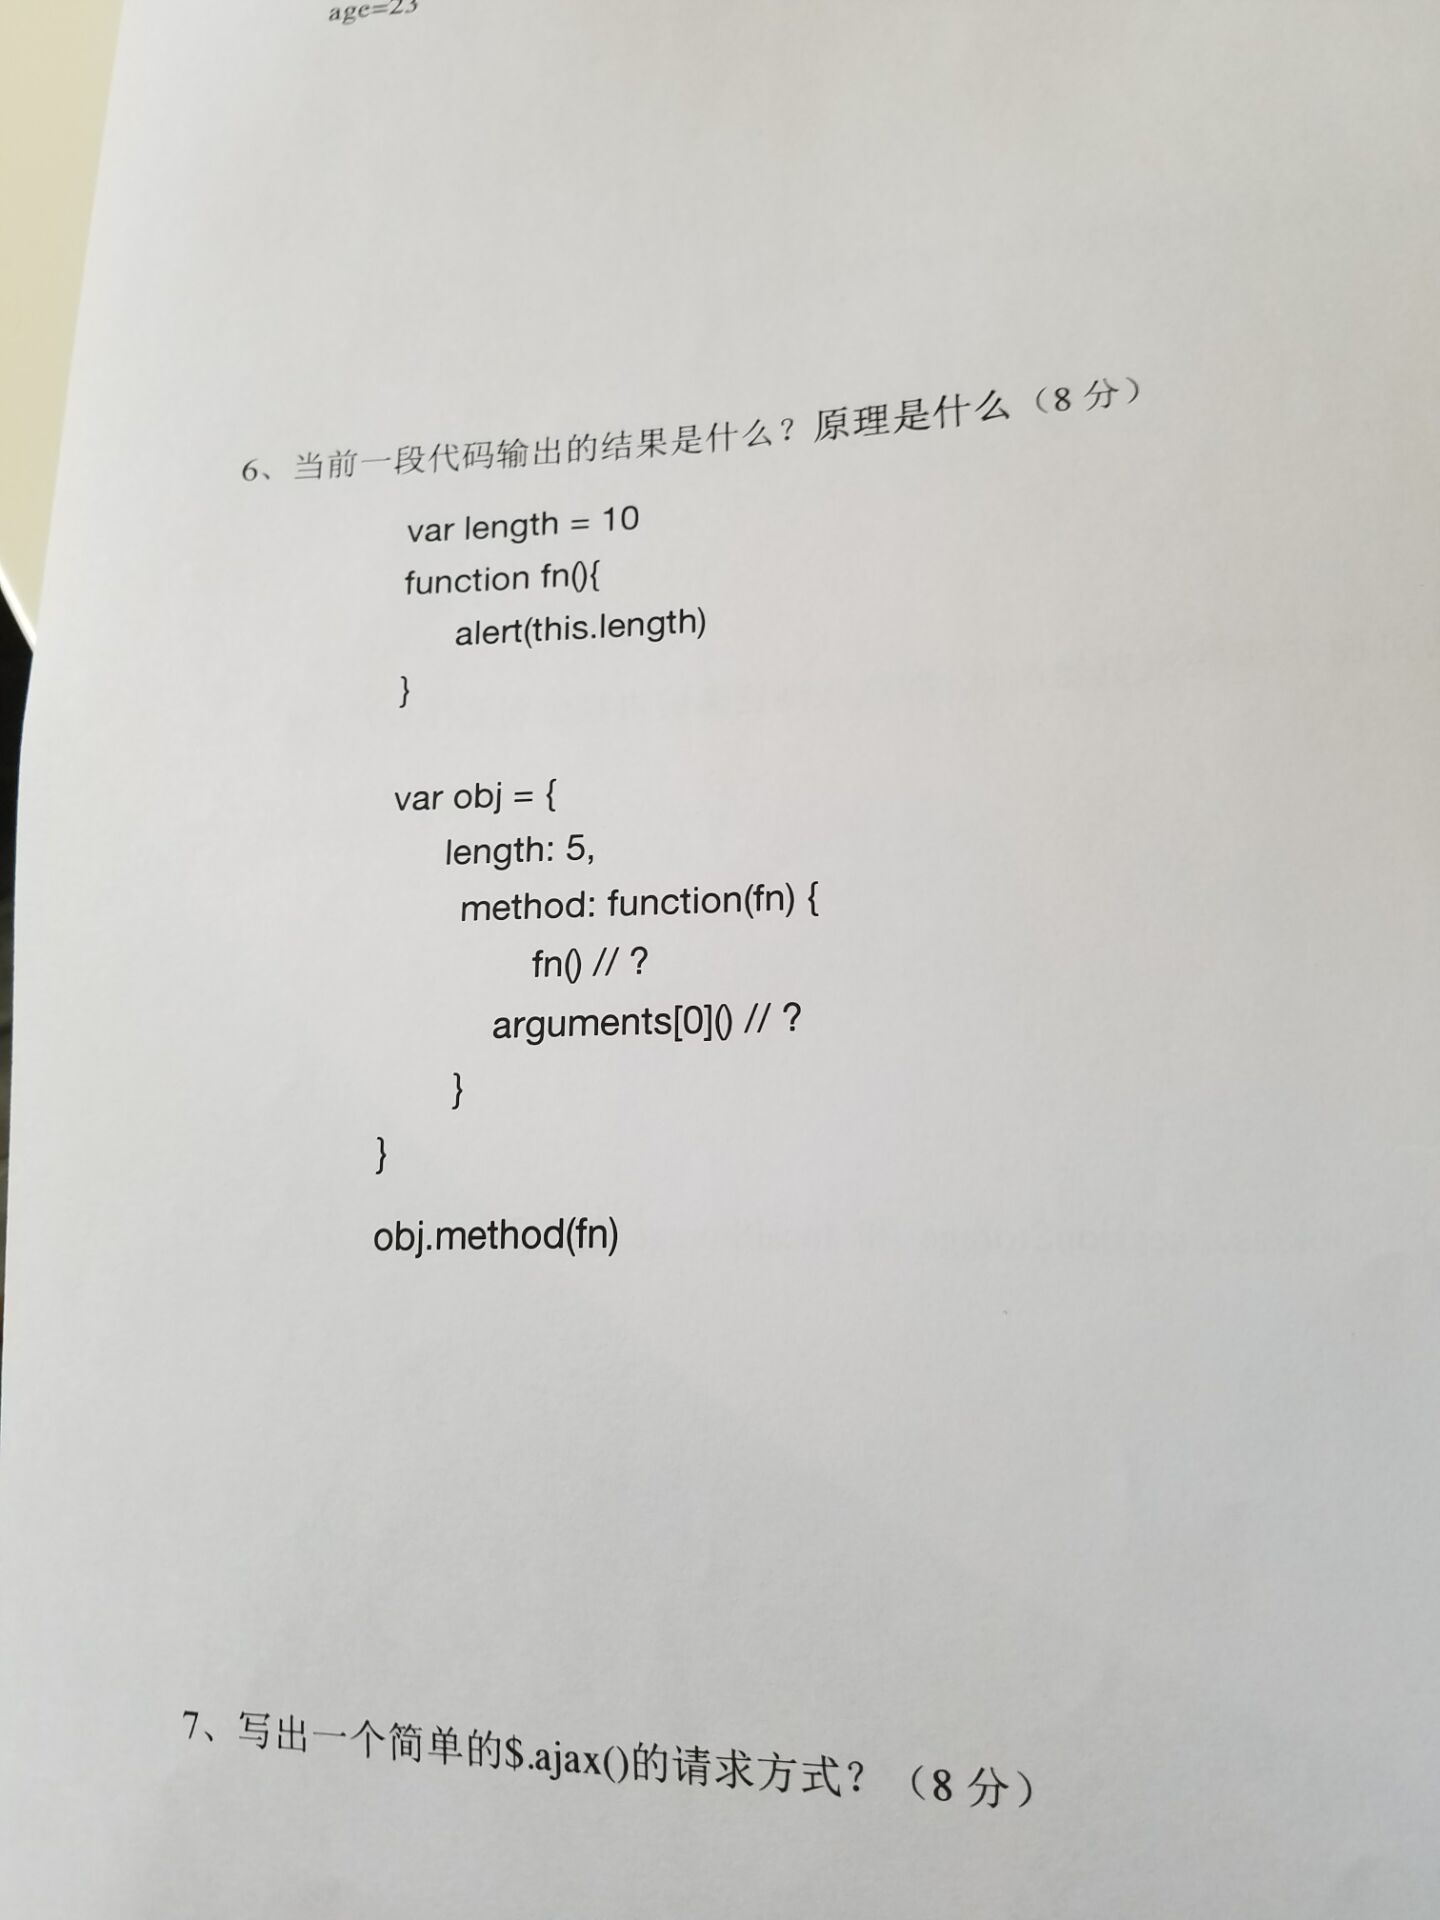 age=23
6、当前一段代码输出的结果是什么？原理是什么（8 分）
var length = 10
function fn(){
alert(this.length)
}
var obj = {
length: 5,
method: function(fn) {
fn() // ?
arguments[0]() // ?
}
}
obj.method(fn)
7、写出一个简单的$.ajax()的请求方式？（8 分）